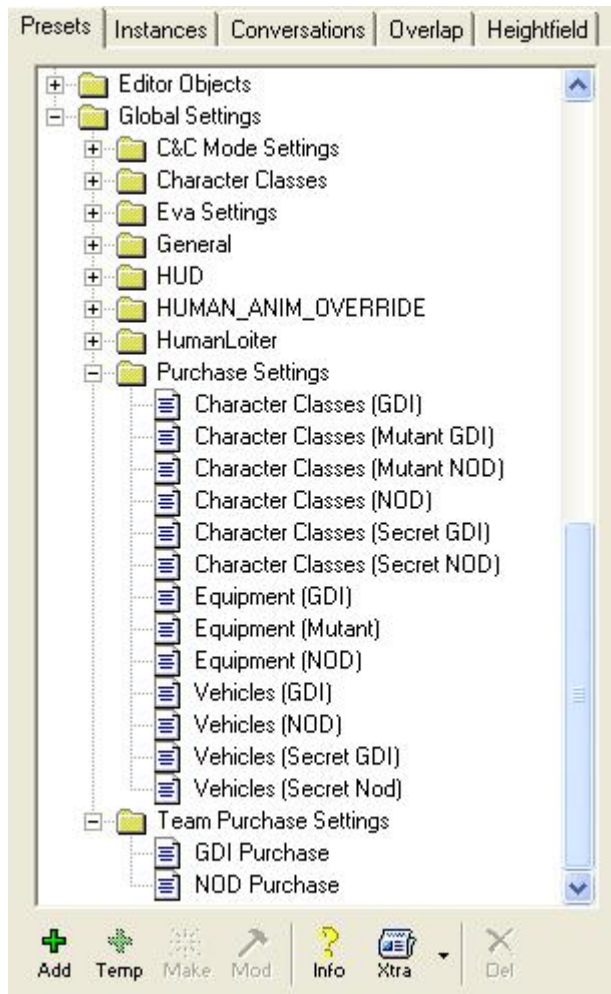 Presets Instances Conversations Overlap Heightfield
Editor Objects
Global Settings
C&C Mode Settings
Character Classes
Eva Settings
General
HUD
HUMAN_ANIM_OVERRIDE
HumanLoiter
Purchase Settings
Character Classes (GDI)
Character Classes (Mutant GDI)
Character Classes (Mutant NOD)
Character Classes (NOD)
Character Classes (Secret GDI)
Character Classes (Secret NOD)
Equipment (GDI)
Equipment (Mutant)
Equipment (NOD)
Vehicles (GDI)
Vehicles (NOD)
Vehicles (Secret GDI)
Vehicles (Secret Nod)
Team Purchase Settings
GDI Purchase
NOD Purchase
Add Temp Make Mod Info Xtra Del